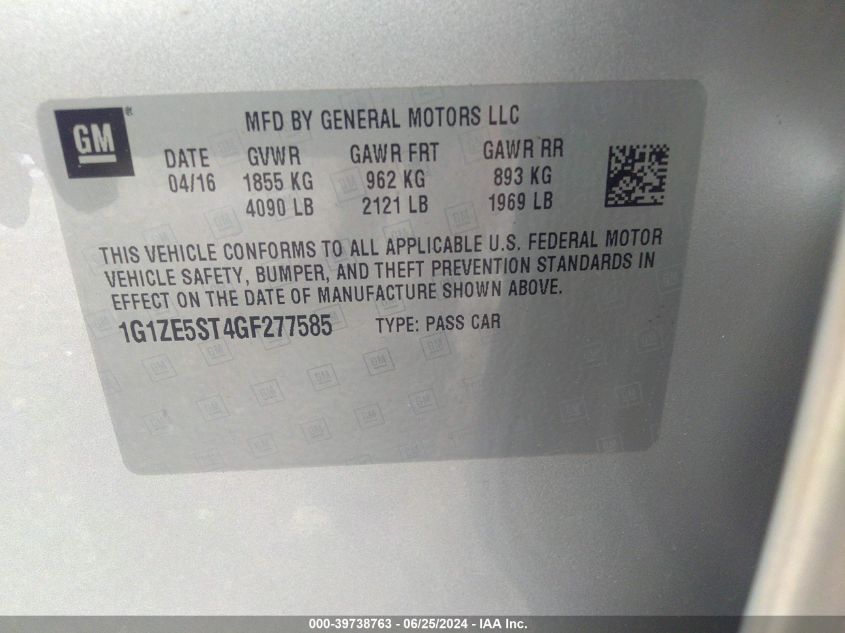 GM®
MFD BY GENERAL MOTORS LLC
DATE GVWR GAWR FRT GAWR RR
04/16 1855 KG 962 KG 893 KG
4090 LB 2121 LB 1969 LB
THIS VEHICLE CONFORMS TO ALL APPLICABLE U.S. FEDERAL MOTOR
VEHICLE SAFETY, BUMPER, AND THEFT PREVENTION STANDARDS IN
EFFECT ON THE DATE OF MANUFACTURE SHOWN ABOVE.
1G1ZE5ST4GF277585 TYPE: PASS CAR
000-39738763 - 06/25/2024 - IAA Inc.